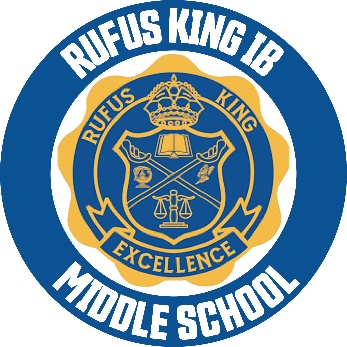 RUFUS KING IB
RUFUS KING
EXCELLENCE
MIDDLE SCHOOL